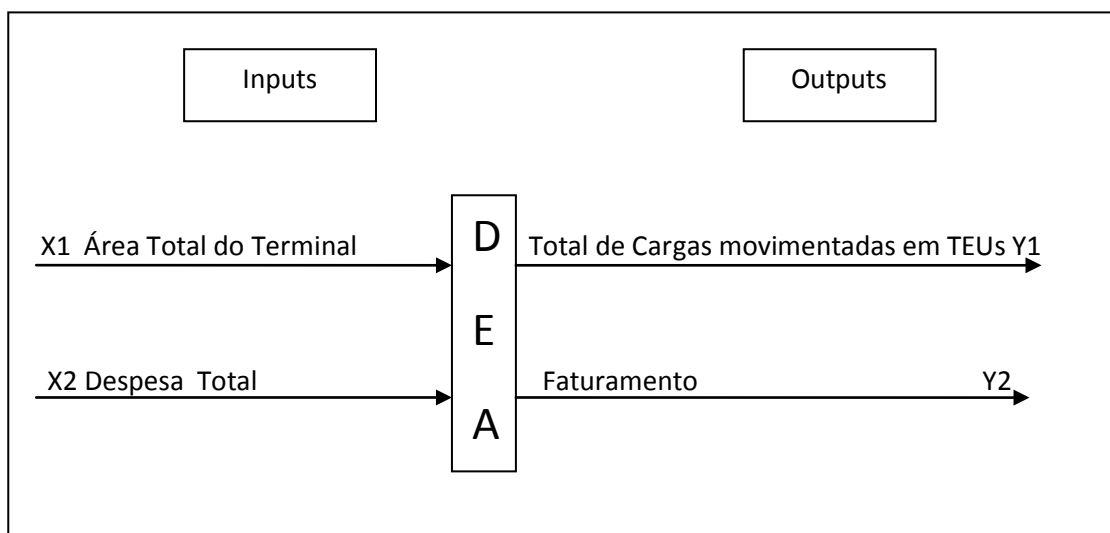 Inputs
Outputs
X1 Área Total do Terminal
D
Total de Cargas movimentadas em TEUs Y1
E
X2 Despesa Total
Faturamento Y2
A